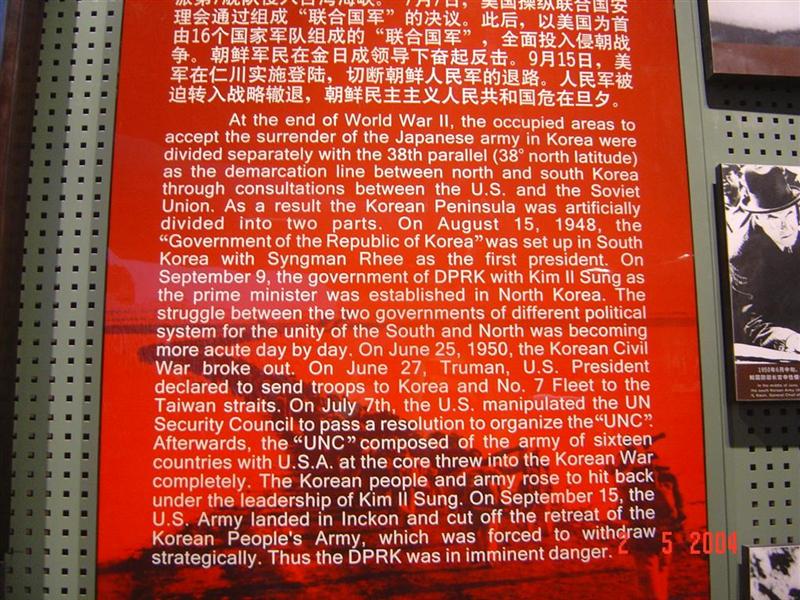 派第7舰队侵入台湾海峡。 7月7日，美国操纵联合国安
理会通过组成“联合国军”的决议。此后，以美国为首
由16个国家军队组成的“联合国军”，全面投入侵朝战
争。朝鲜军民在金日成领导下奋起反击。9月15日，美
军在仁川实施登陆，切断朝鲜人民军的退路。人民军被
迫转入战略辙退，朝鲜民主主义人民共和国危在旦夕。
At the end of World War II, the occupied areas to
accept the surrender of the Japanese army in Korea were
divided separately with the 38th parallel (38° north latitude)
as the demarcation line between north and south Korea
through consultations between the U.S. and the Soviet
Union. As a result the Korean Peninsula was artificially
divided into two parts. On August 15, 1948, the
“Government of the Republic of Korea” was set up in South
Korea with Syngman Rhee as the first president. On
September 9, the government of DPRK with Kim Il Sung as
the prime minister was established in North Korea. The
struggle between the two governments of different political
system for the unity of the South and North was becoming
more acute day by day. On June 25, 1950, the Korean Civil
War broke out. On June 27, Truman, U.S. President
declared to send troops to Korea and No. 7 Fleet to the
Taiwan straits. On July 7th, the U.S. manipulated the UN
Security Council to pass a resolution to organize the “UNC”.
Afterwards, the “UNC” composed of the army of sixteen
countries with U.S.A. at the core threw into the Korean War
completely. The Korean people and army rose to hit back
under the leadership of Kim Il Sung. On September 15, the
U.S. Army landed in Inckon and cut off the retreat of the
Korean People's Army, which was forced to withdraw
strategically. Thus the DPRK was in imminent danger.
2 5 2004
1950年6月中旬，
In the middle of June,